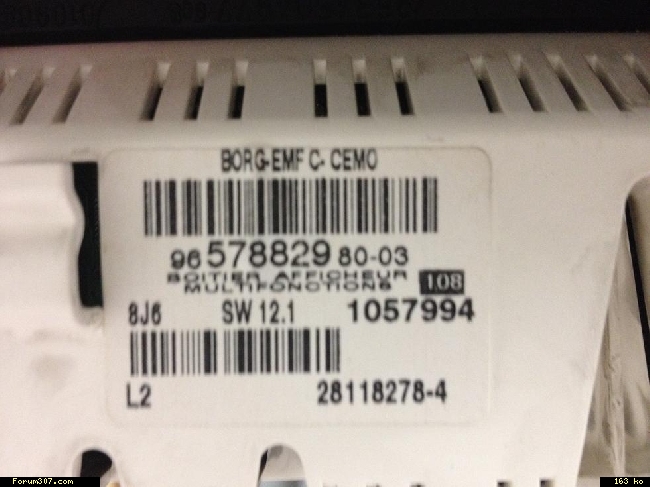 BORG-EMF C- CEMO
96 578829 80-03
BOITIER AFFICHEUR
MULTIFONCTIONS 1.08
8J6 SW 12.1 1057994
L2 28118278-4
Forum307.com 163 ko